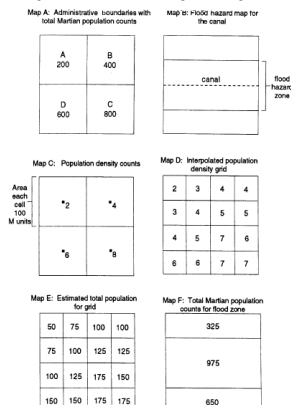 Map A: Administrative boundaries with
total Martian population counts
A
200
B
400
D
600
C
800
Map B: Flood hazard map for
the canal
canal
flood
hazard
zone
Map C: Population density counts
Area
each
cell
100
M units
*2
*4
*6
*8
Map D: Interpolated population
density grid
2 3 4 4
3 4 5 5
4 5 7 6
6 6 7 7
Map E: Estimated total population
for grid
50 75 100 100
75 100 125 125
100 125 175 150
150 150 175 175
Map F: Total Martian population
counts for flood zone
325
975
650